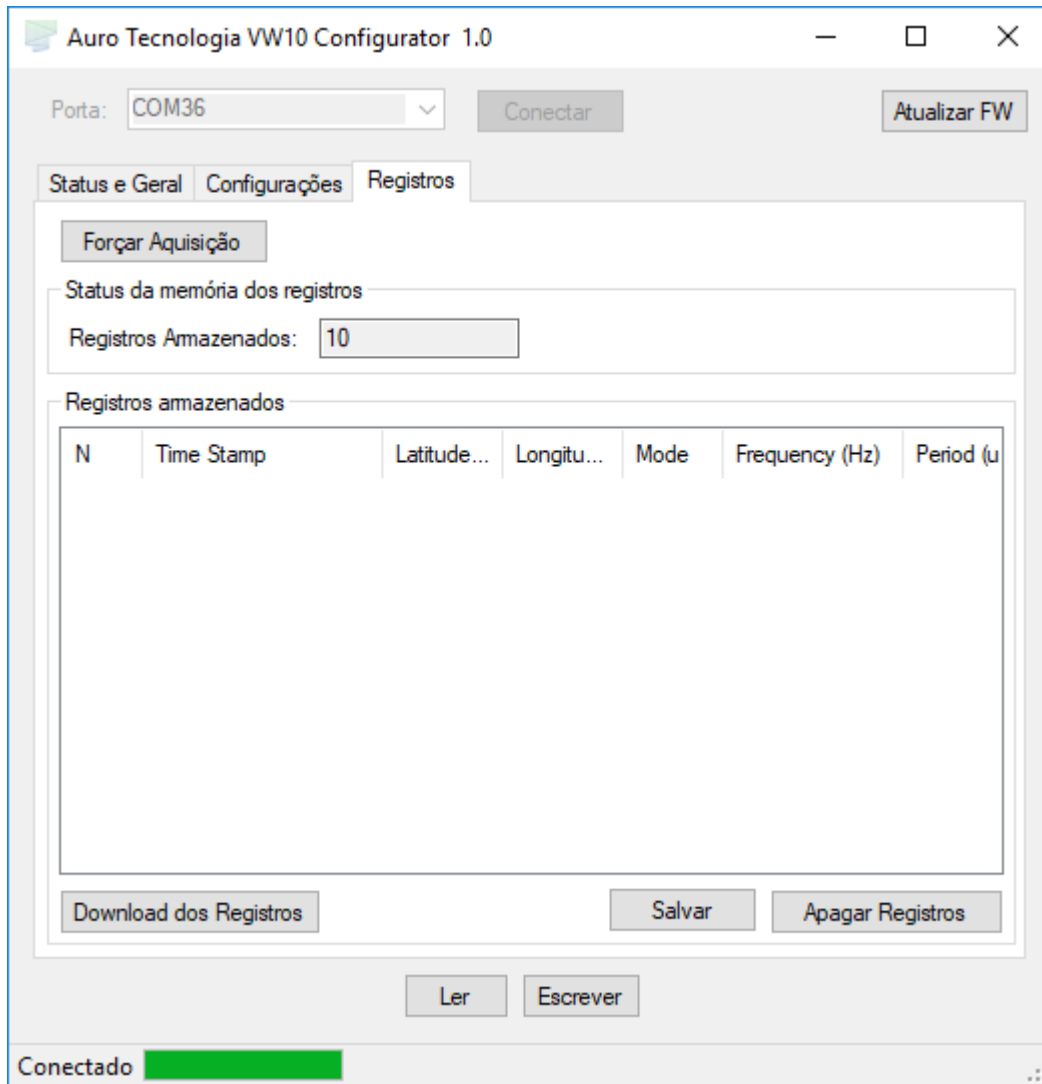 Auro Tecnologia VW10 Configurator 1.0
Porta: COM36 Conectar Atualizar FW
Status e Geral Configurações Registros
Forçar Aquisição
Status da memória dos registros
Registros Armazenados: 10
Registros armazenados
N Time Stamp Latitude... Longitu... Mode Frequency (Hz) Period (u
Download dos Registros Salvar Apagar Registros
Ler Escrever
Conectado